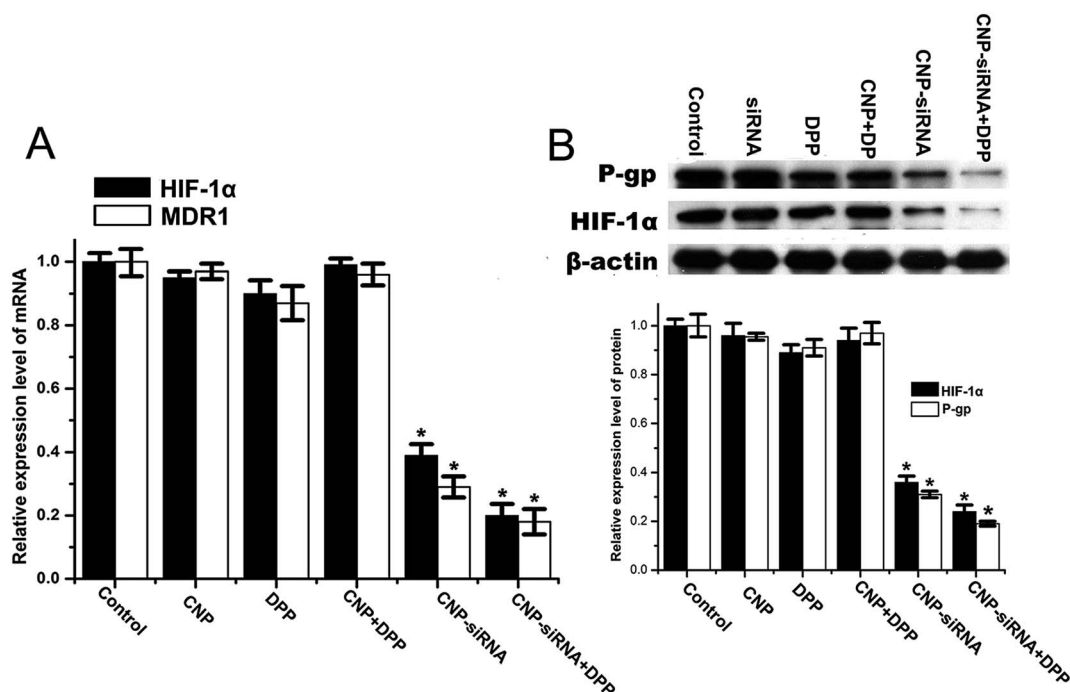 A
HIF-1α
MDR1
Relative expression level of mRNA
1.0
0.8
0.6
0.4
0.2
0.0
* * * *
Control
CNP
DPP
CNP+DPP
CNP-siRNA
CNP-siRNA+DPP
B
Control
siRNA
DPP
CNP+DP
CNP-siRNA
CNP-siRNA+DPP
P-gp
HIF-1α
β-actin
Relative expression level of protein
1.0
0.8
0.6
0.4
0.2
0.0
HIF-1α
P-gp
* * * *
Control
CNP
DPP
CNP+DPP
CNP-siRNA
CNP-siRNA+DPP